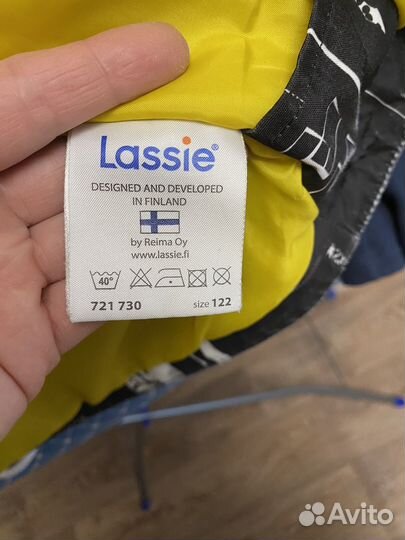 Lassie®
DESIGNED AND DEVELOPED
IN FINLAND
by Reima Oy
www.lassie.fi
40°
721 730 size 122
Avito